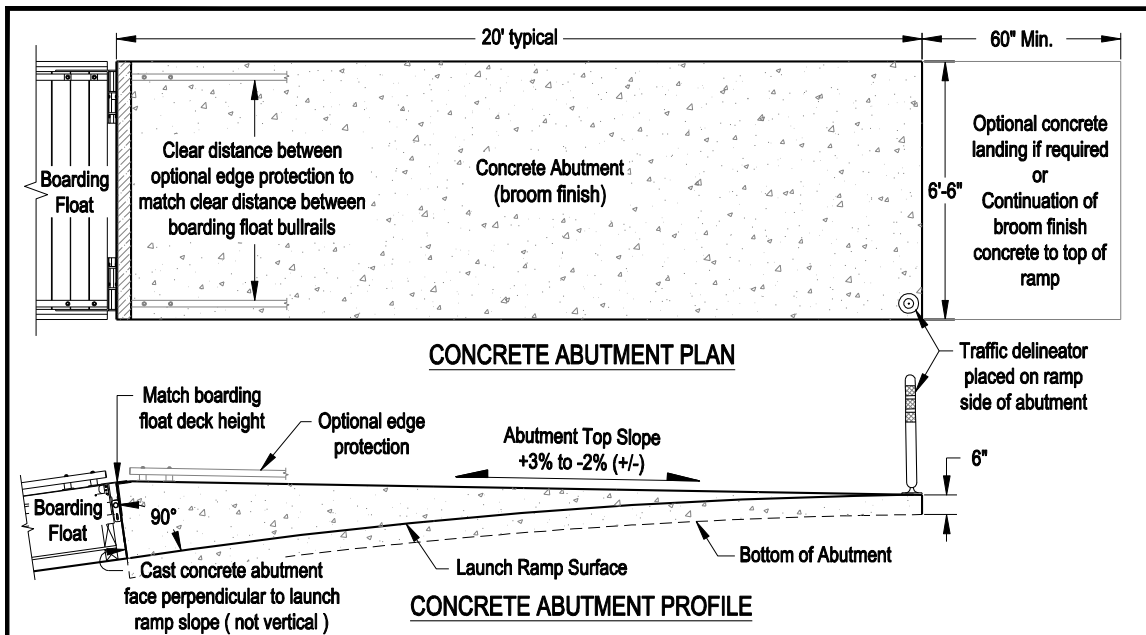 20' typical
60" Min.
Boarding
Float
Clear distance between
optional edge protection to
match clear distance between
boarding float bullrails
Concrete Abutment
(broom finish)
6'-6"
Optional concrete
landing if required
or
Continuation of
broom finish
concrete to top of
ramp
CONCRETE ABUTMENT PLAN
Traffic delineator
placed on ramp
side of abutment
Match boarding
float deck height
Optional edge
protection
Abutment Top Slope
+3% to -2% (+/-)
6"
Boarding
Float
90°
Launch Ramp Surface
Bottom of Abutment
Cast concrete abutment
face perpendicular to launch
ramp slope ( not vertical )
CONCRETE ABUTMENT PROFILE